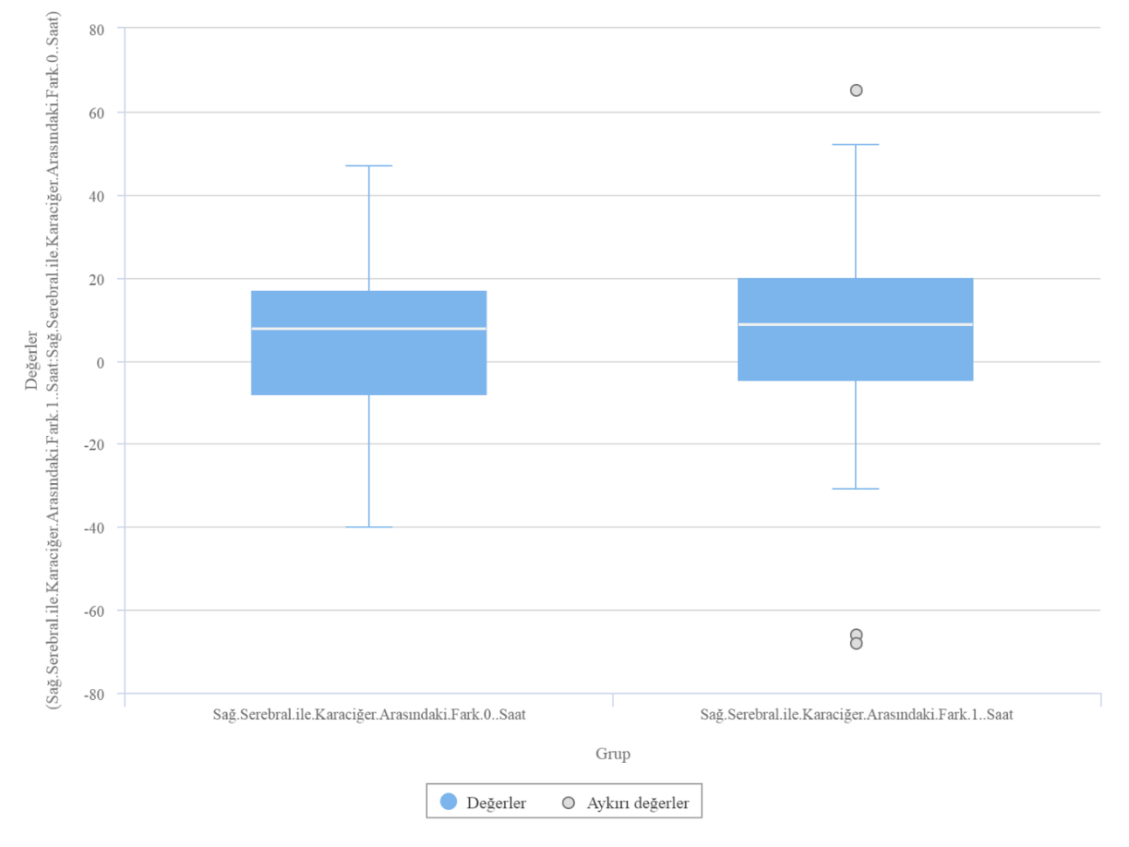 Değerler
(Sağ.Serebral.ile.Karaciğer.Arasındaki.Fark.1..Saat:Sağ.Serebral.ile.Karaciğer.Arasındaki.Fark.0..Saat)
80
60
40
20
0
-20
-40
-60
-80
Sağ.Serebral.ile.Karaciğer.Arasındaki.Fark.0..Saat Sağ.Serebral.ile.Karaciğer.Arasındaki.Fark.1..Saat
Grup
Değerler Aykırı değerler